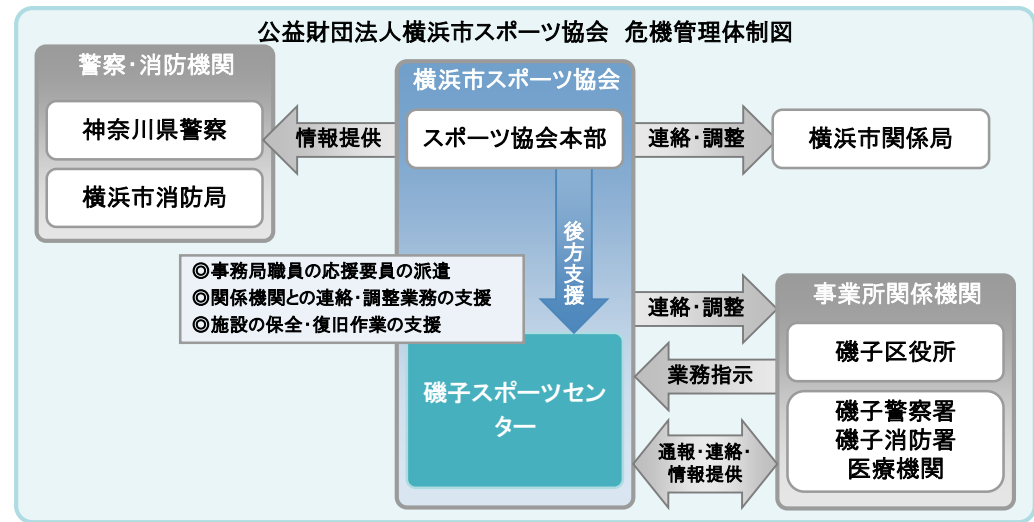 公益財団法人横浜市スポーツ協会 危機管理体制図
警察・消防機関
神奈川県警察
横浜市消防局
情報提供
横浜市スポーツ協会
スポーツ協会本部
連絡・調整
横浜市関係局
後方支援
◎事務局職員の応援要員の派遣
◎関係機関との連絡・調整業務の支援
◎施設の保全・復旧作業の支援
磯子スポーツセン
ター
連絡・調整
業務指示
通報・連絡・
情報提供
事業所関係機関
磯子区役所
磯子警察署
磯子消防署
医療機関